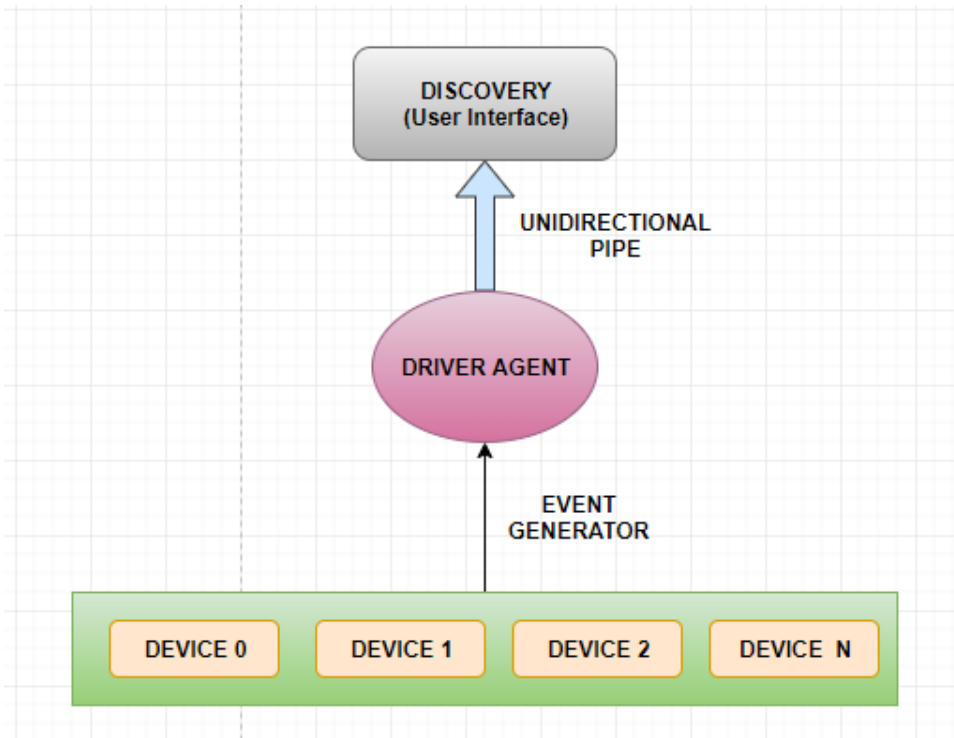 DISCOVERY
(User Interface)
UNIDIRECTIONAL
PIPE
DRIVER AGENT
EVENT
GENERATOR
DEVICE 0
DEVICE 1
DEVICE 2
DEVICE N